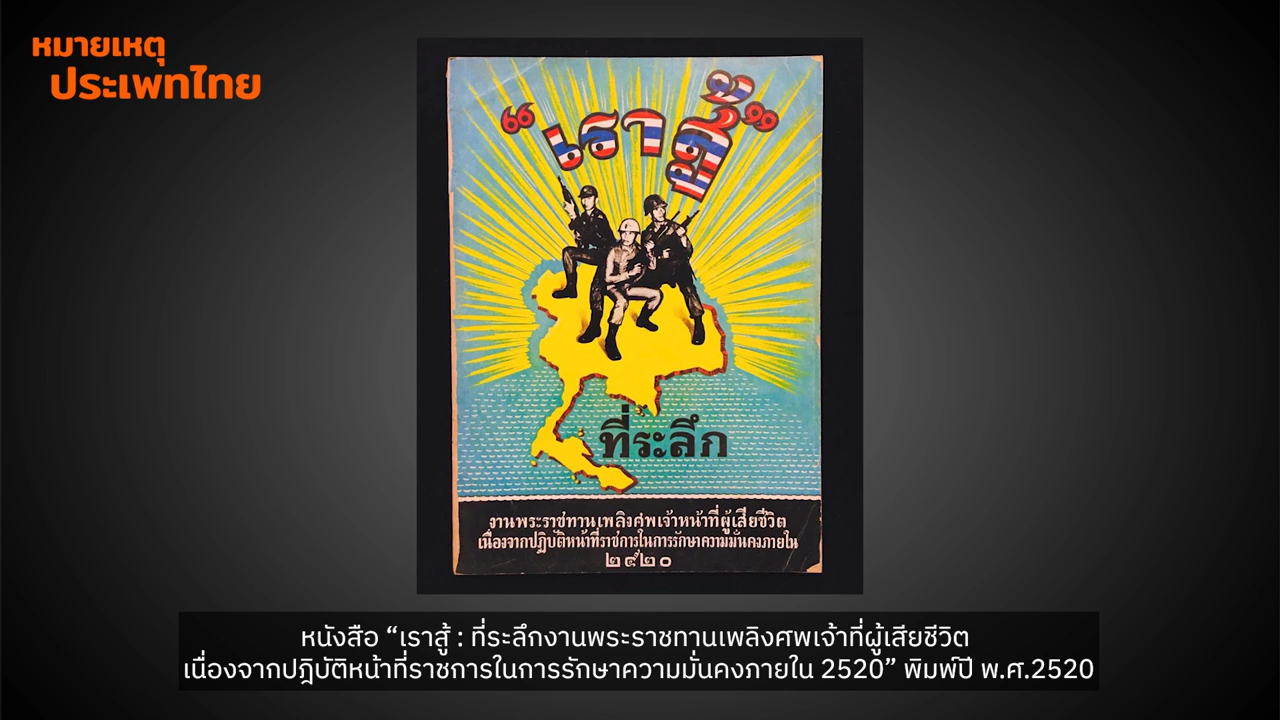 หมายเหตุ
ประเพทไทย
“เราสู้”
ที่ระลึก
งานพระราชทานเพลิงศพเจ้าหน้าที่ผู้เสียชีวิต
เนื่องจากปฏิบัติหน้าที่ราชการในการรักษาความมั่นคงภายใน
๒๕๒๐
หนังสือ “เราสู้ : ที่ระลึกงานพระราชทานเพลิงศพเจ้าที่ผู้เสียชีวิต
เนื่องจากปฎิบัติหน้าที่ราชการในการรักษาความมั่นคงภายใน 2520” พิมพ์ปี พ.ศ.2520